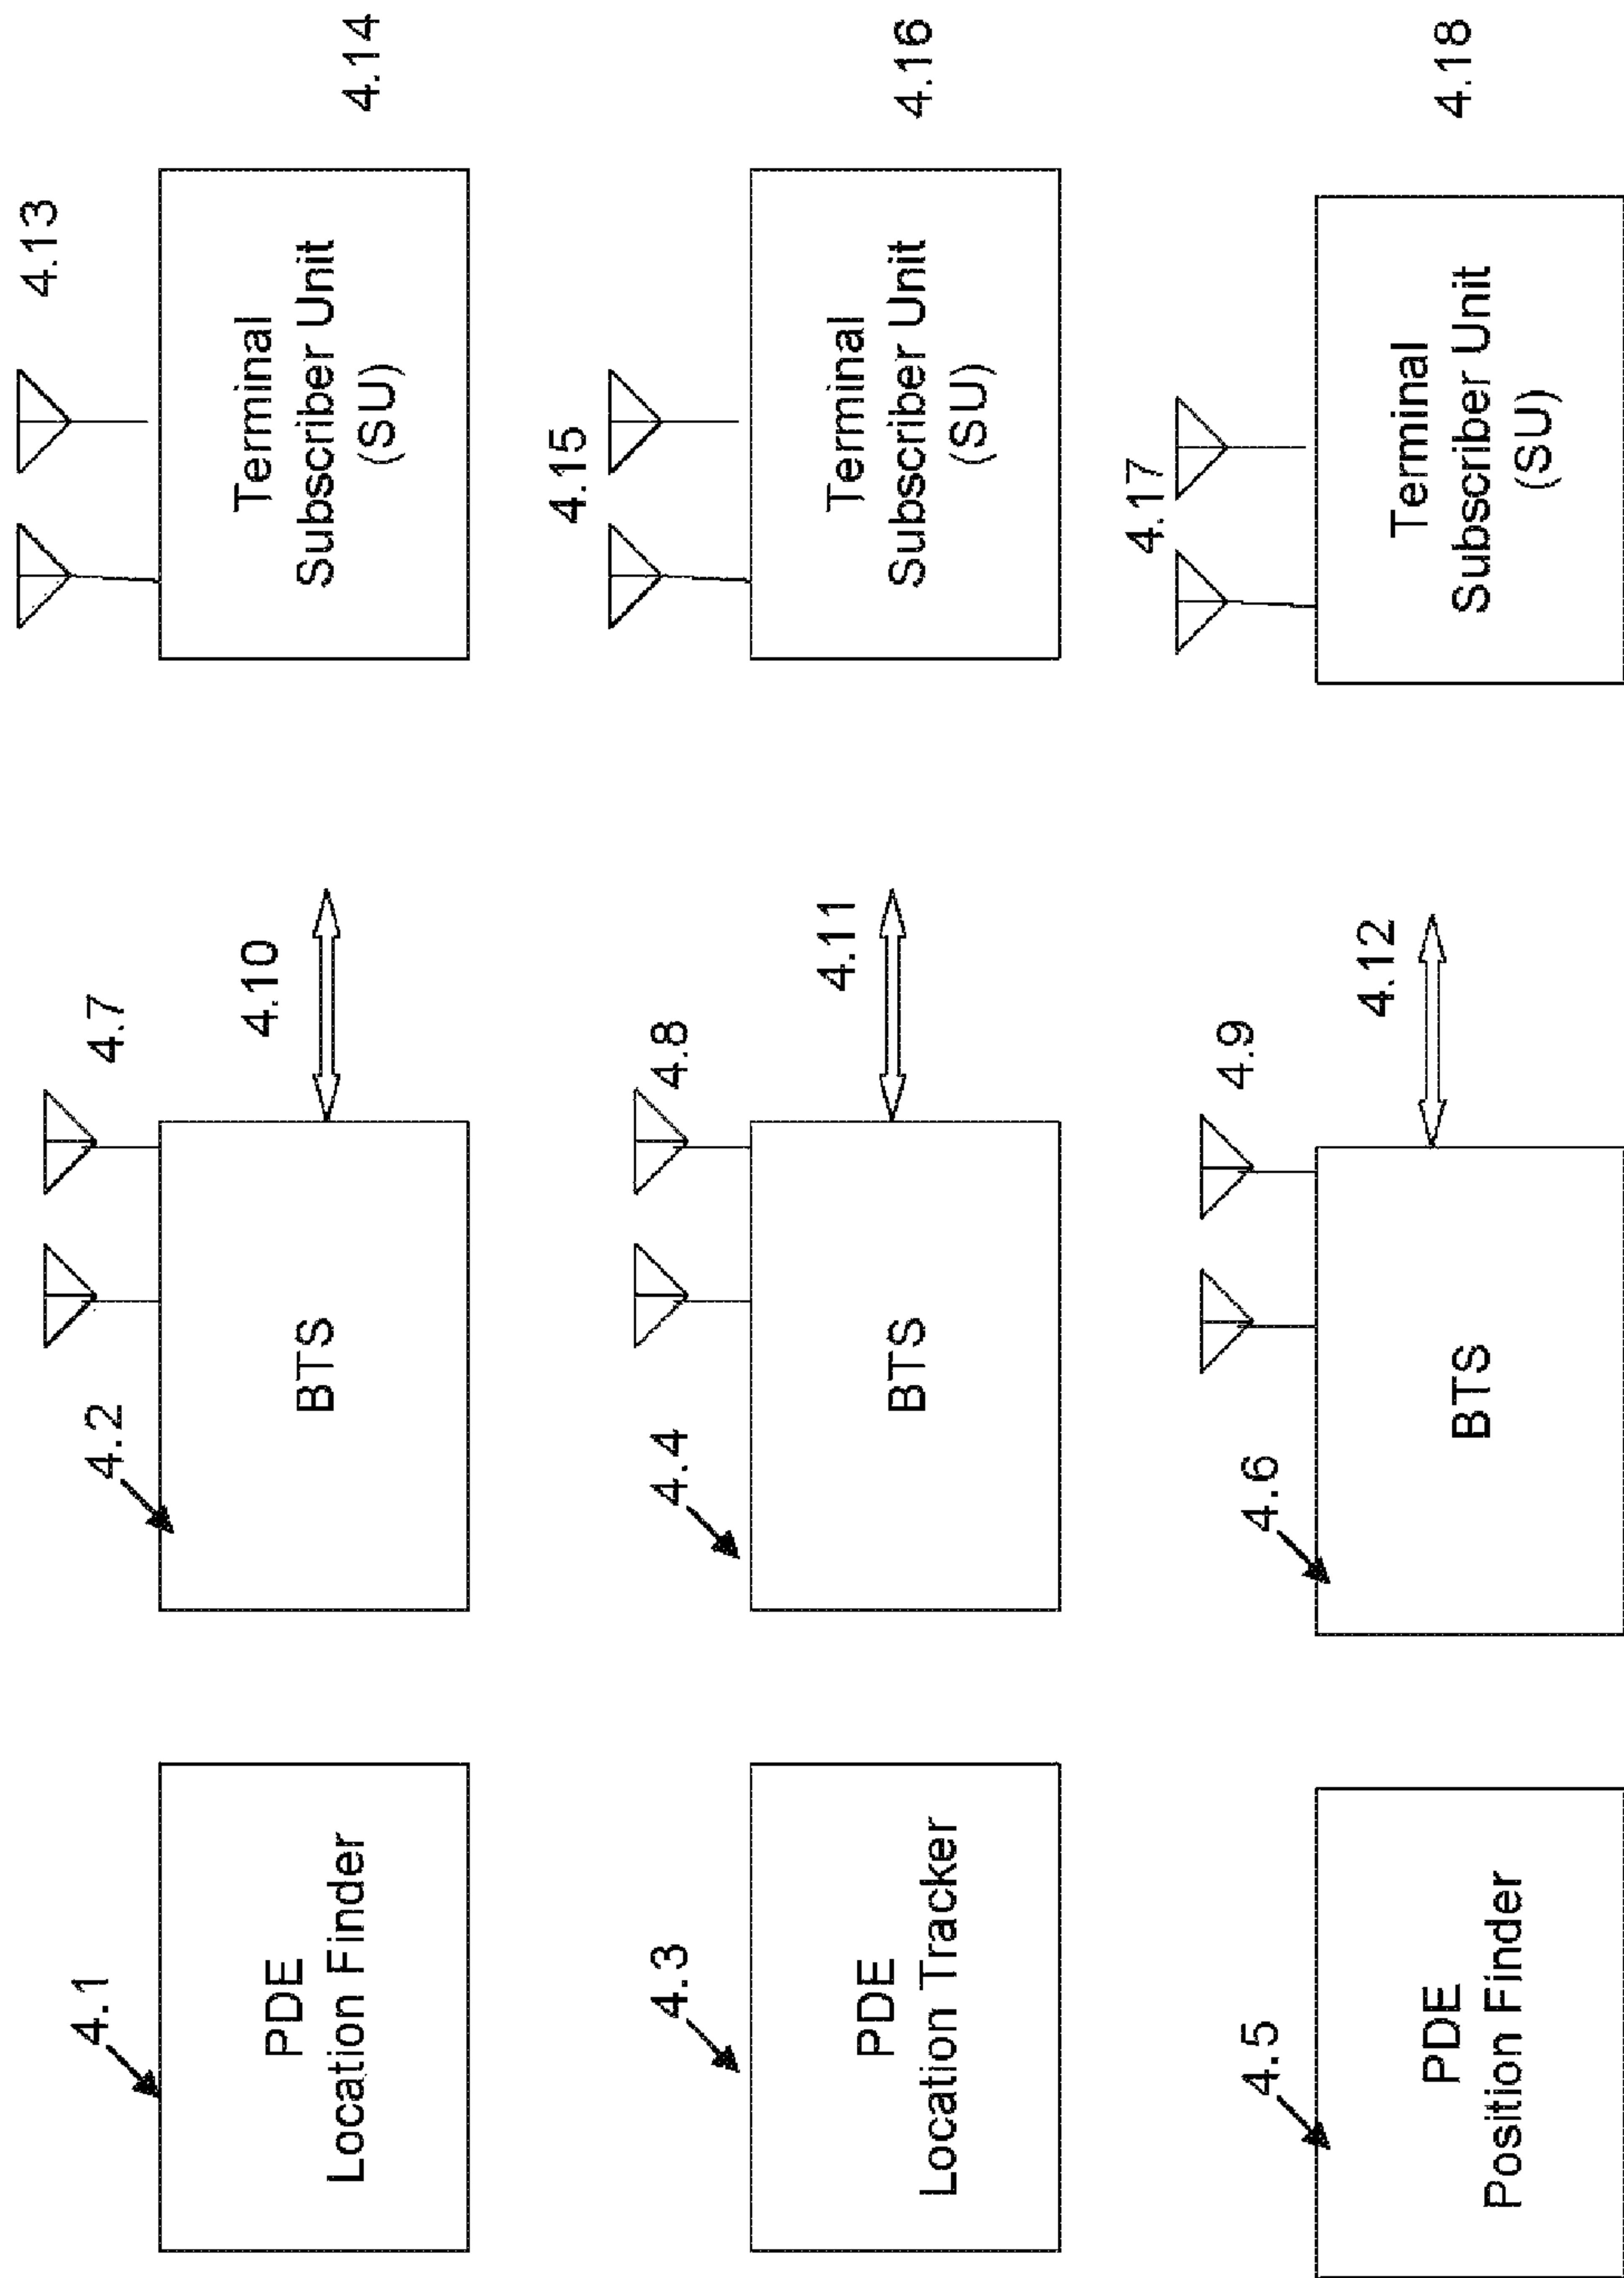 4.1
PDE
Location Finder
4.2
BTS
4.7
4.10
4.13
Terminal
Subscriber Unit
(SU)
4.14
4.3
PDE
Location Tracker
4.4
BTS
4.8
4.11
4.15
Terminal
Subscriber Unit
(SU)
4.16
4.5
PDE
Position Finder
4.6
BTS
4.9
4.12
4.17
Terminal
Subscriber Unit
(SU)
4.18